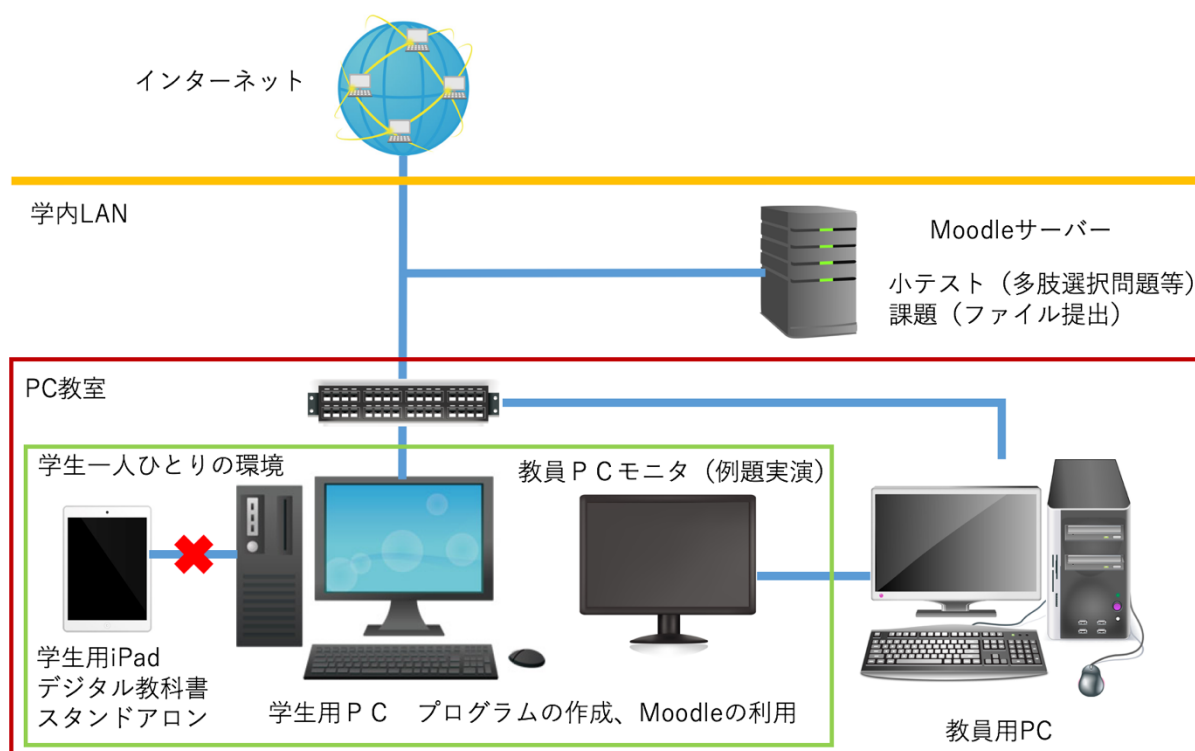 インターネット
学内LAN
Moodleサーバー
小テスト（多肢選択問題等）
課題（ファイル提出）
PC教室
学生一人ひとりの環境
教員ＰＣモニタ（例題実演）
学生用iPad
デジタル教科書
スタンドアロン
学生用ＰＣ　プログラムの作成、Moodleの利用
教員用PC